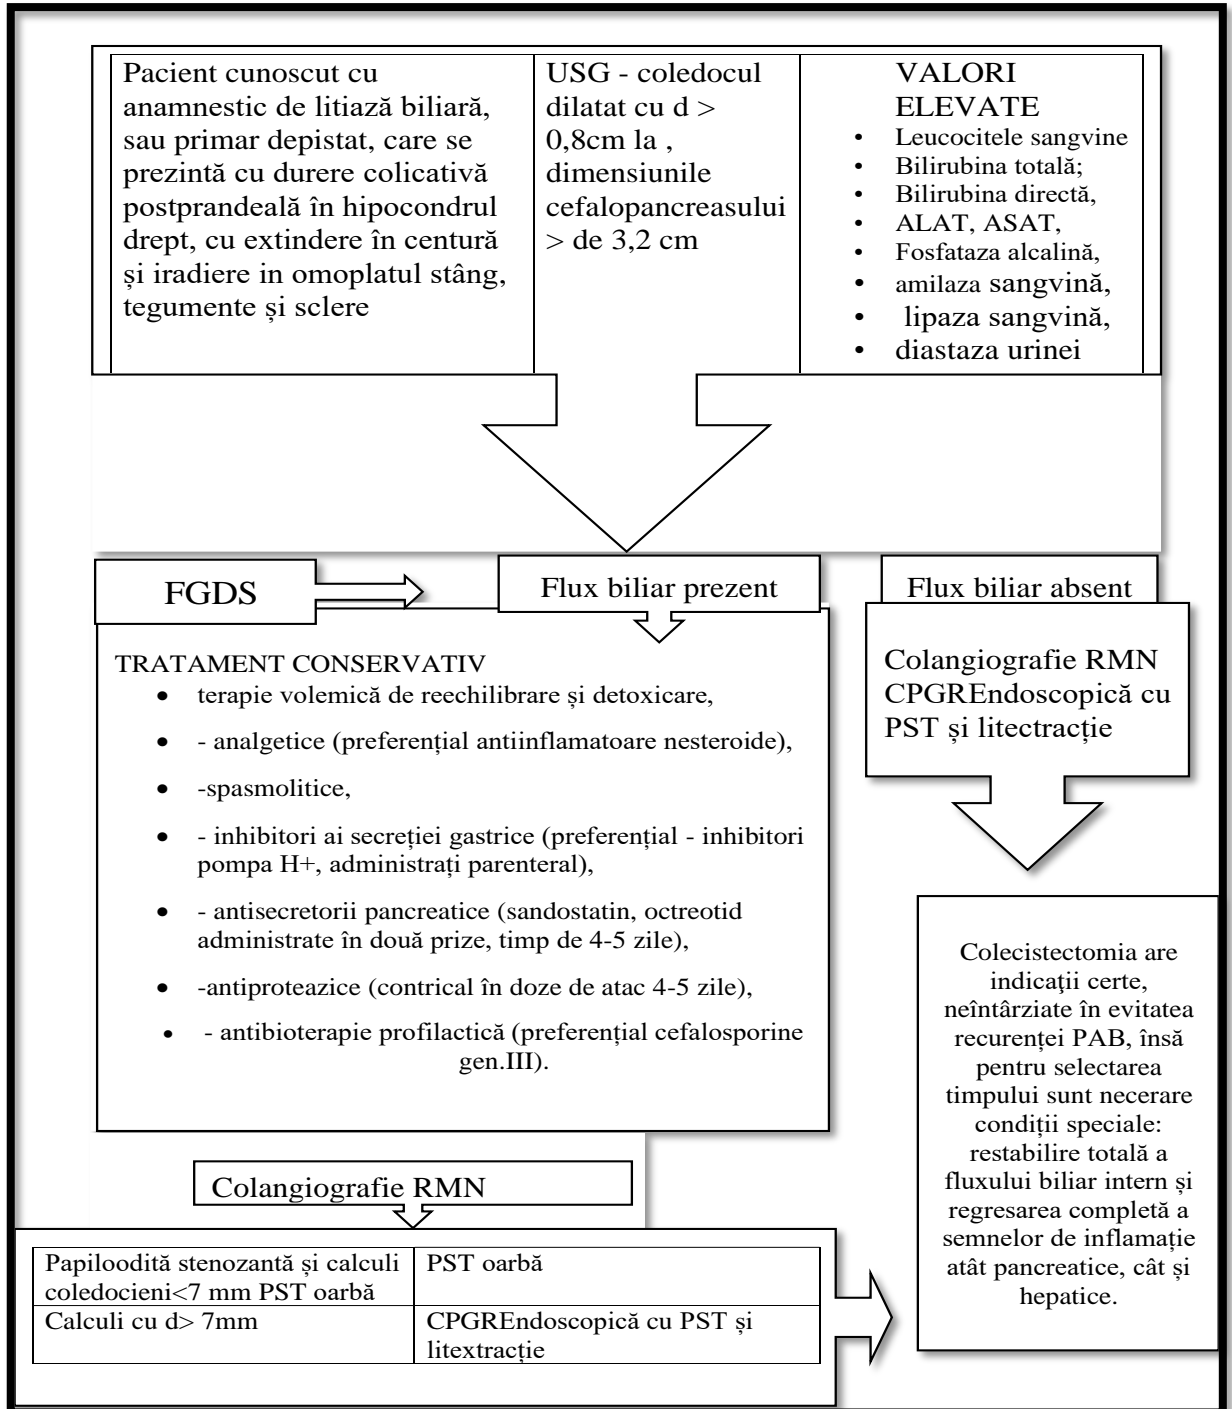 Pacient cunoscut cu
anamnestic de litiază biliară,
sau primar depistat, care se
prezintă cu durere colicativă
postprandeală în hipocondrul
drept, cu extindere în centură
și iradiere in omoplatul stâng,
tegumente și sclere
USG - coledocul
dilatat cu d >
0,8cm la ,
dimensiunile
cefalopancreasului
> de 3,2 cm
VALORI
ELEVATE
• Leucocitele sangvine
• Bilirubina totală;
• Bilirubina directă,
• ALAT, ASAT,
• Fosfataza alcalină,
• amilaza sangvină,
• lipaza sangvină,
• diastaza urinei
FGDS
Flux biliar prezent
Flux biliar absent
TRATAMENT CONSERVATIV
• terapie volemică de reechilibrare și detoxicare,
• - analgetice (preferențial antiinflamatoare nesteroide),
• -spasmolitice,
• - inhibitori ai secreției gastrice (preferențial - inhibitori
pompa H+, administrați parenteral),
• - antisecretorii pancreatice (sandostatin, octreotid
administrate în două prize, timp de 4-5 zile),
• -antiproteazice (contrical în doze de atac 4-5 zile),
• - antibioterapie profilactică (preferențial cefalosporine
gen.III).
Colangiografie RMN
CPGREndoscopică cu
PST și litectracție
Colecistectomia are
indicaţii certe,
neîntârziate în evitatea
recurenței PAB, însă
pentru selectarea
timpului sunt necerare
condiții speciale:
restabilire totală a
fluxului biliar intern și
regresarea completă a
semnelor de inflamație
atât pancreatice, cât și
hepatice.
Colangiografie RMN
Papiloodită stenozantă și calculi
coledocieni<7 mm PST oarbă
PST oarbă
Calculi cu d> 7mm
CPGREndoscopică cu PST și
litextracție